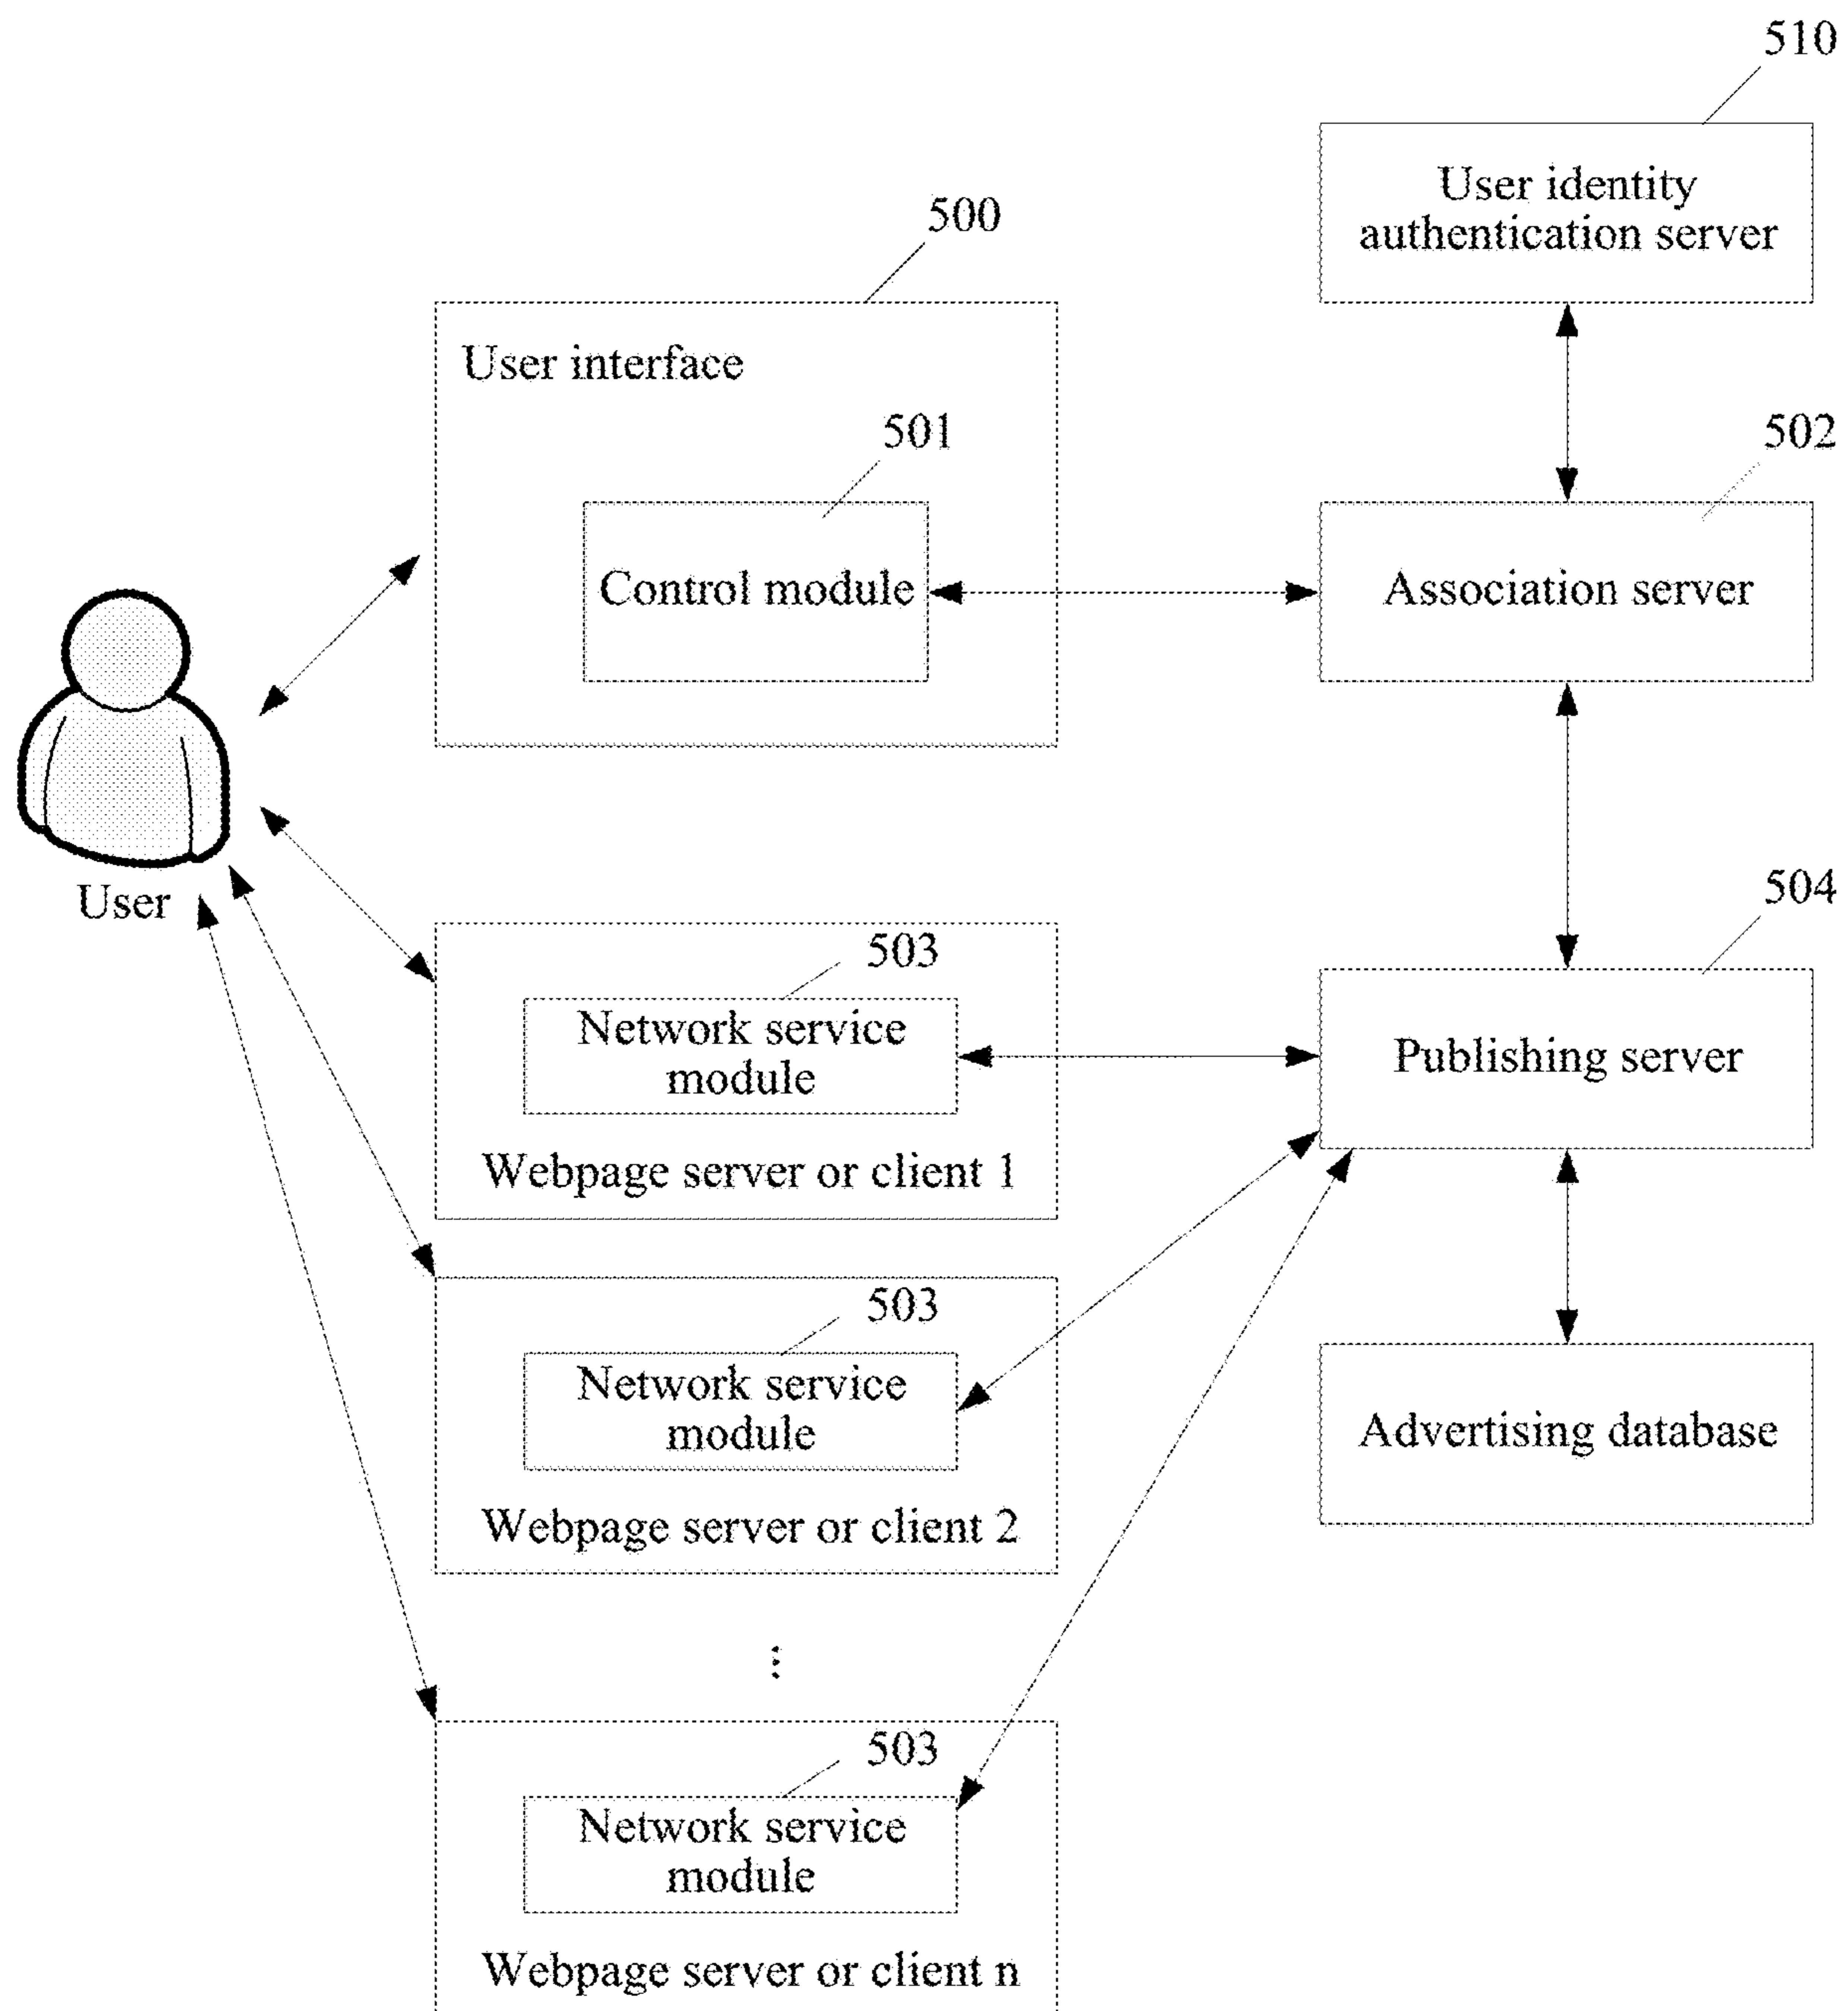 510
User identity
authentication server
500
User interface
501
Control module
502
Association server
User
503
Network service
module
Webpage server or client 1
504
Publishing server
503
Network service
module
Webpage server or client 2
Advertising database
⋮
503
Network service
module
Webpage server or client n